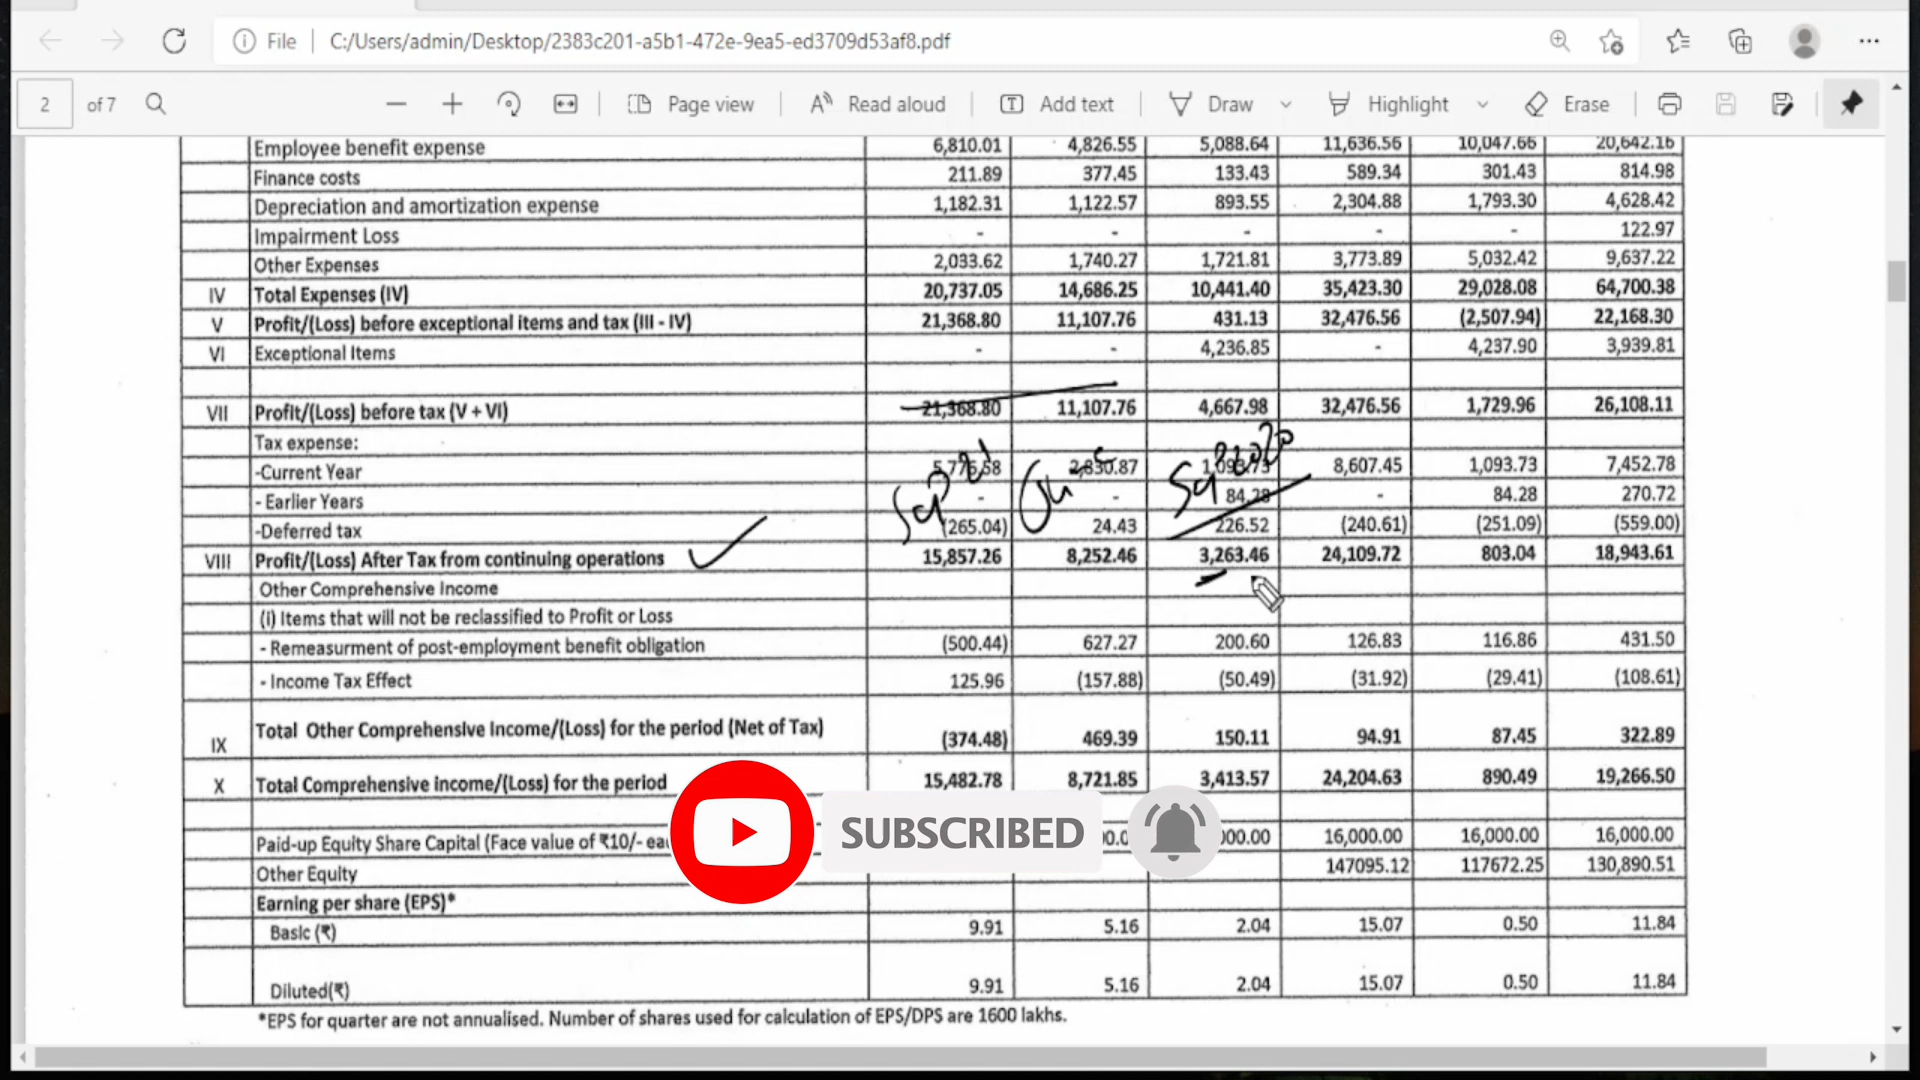 File C:/Users/admin/Desktop/2383c201-a5b1-472e-9ea5-ed3709d53af8.pdf
2 of 7 Page view Read aloud Add text Draw Highlight Erase
Employee benefit expense 6,810.01 4,826.55 5,088.64 11,636.56 10,047.66 20,642.16
Finance costs 211.89 377.45 133.43 589.34 301.43 814.98
Depreciation and amortization expense 1,182.31 1,122.57 893.55 2,304.88 1,793.30 4,628.42
Impairment Loss - - - - - 122.97
Other Expenses 2,033.62 1,740.27 1,721.81 3,773.89 5,032.42 9,637.22
IV Total Expenses (IV) 20,737.05 14,686.25 10,441.40 35,423.30 29,028.08 64,700.38
V Profit/(Loss) before exceptional items and tax (III - IV) 21,368.80 11,107.76 431.13 32,476.56 (2,507.94) 22,168.30
VI Exceptional Items - - 4,236.85 - 4,237.90 3,939.81
VII Profit/(Loss) before tax (V + VI) 21,368.80 11,107.76 4,667.98 32,476.56 1,729.96 26,108.11
Tax expense:
-Current Year 2,830.87 1,093.73 8,607.45 1,093.73 7,452.78
- Earlier Years - - 84.28 - 84.28 270.72
-Deferred tax (265.04) 24.43 226.52 (240.61) (251.09) (559.00)
VIII Profit/(Loss) After Tax from continuing operations 15,857.26 8,252.46 3,263.46 24,109.72 803.04 18,943.61
Other Comprehensive Income
(i) Items that will not be reclassified to Profit or Loss
- Remeasurment of post-employment benefit obligation (500.44) 627.27 200.60 126.83 116.86 431.50
- Income Tax Effect 125.96 (157.88) (50.49) (31.92) (29.41) (108.61)
IX Total Other Comprehensive Income/(Loss) for the period (Net of Tax) (374.48) 469.39 150.11 94.91 87.45 322.89
X Total Comprehensive income/(Loss) for the period 15,482.78 8,721.85 3,413.57 24,204.63 890.49 19,266.50
Paid-up Equity Share Capital (Face value of ₹10/- 16,000.00 16,000.00 16,000.00
SUBSCRIBED
Other Equity 147095.12 117672.25 130,890.51
Earning per share (EPS)*
Basic (₹) 9.91 5.16 2.04 15.07 0.50 11.84
Diluted(₹) 9.91 5.16 2.04 15.07 0.50 11.84
*EPS for quarter are not annualised. Number of shares used for calculation of EPS/DPS are 1600 lakhs.